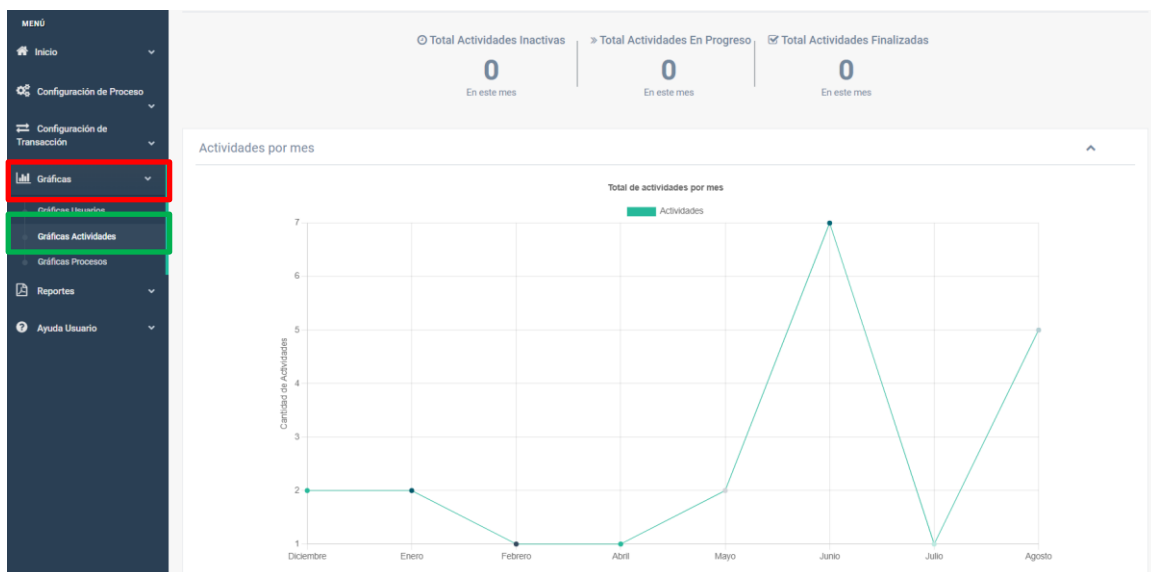 MENÚ
Inicio
Configuración de Proceso
Configuración de
Transacción
Gráficas
Gráficas Usuarios
Gráficas Actividades
Gráficas Procesos
Reportes
Ayuda Usuario
Total Actividades Inactivas
0
En este mes
» Total Actividades En Progreso
0
En este mes
Total Actividades Finalizadas
0
En este mes
Actividades por mes
Total de actividades por mes
Actividades
Cantidad de Actividades
7
6
5
4
3
2
1
Diciembre Enero Febrero Abril Mayo Junio Julio Agosto